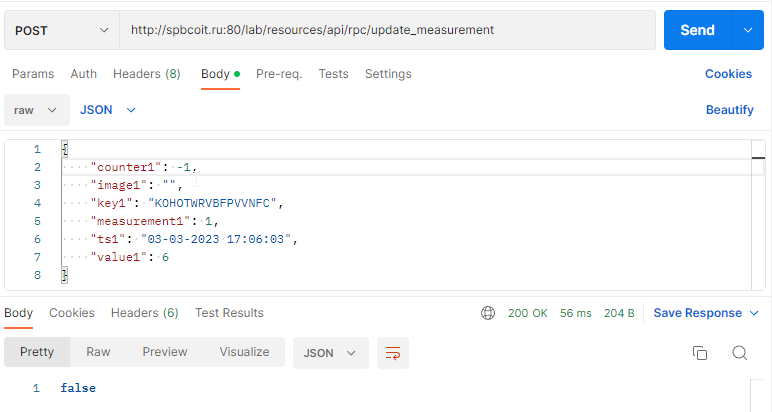 POST http://spbcoit.ru:80/lab/resources/api/rpc/update_measurement Send
Params Auth Headers (8) Body Pre-req. Tests Settings Cookies
raw JSON Beautify
1 {
2 "counter1": -1,
3 "image1": "",
4 "key1": "KOHOTWRVBFPVVNFC",
5 "measurement1": 1,
6 "ts1": "03-03-2023 17:06:03",
7 "value1": 6
8 }
Body Cookies Headers (6) Test Results 200 OK 56 ms 204 B Save Response
Pretty Raw Preview Visualize JSON
1 false